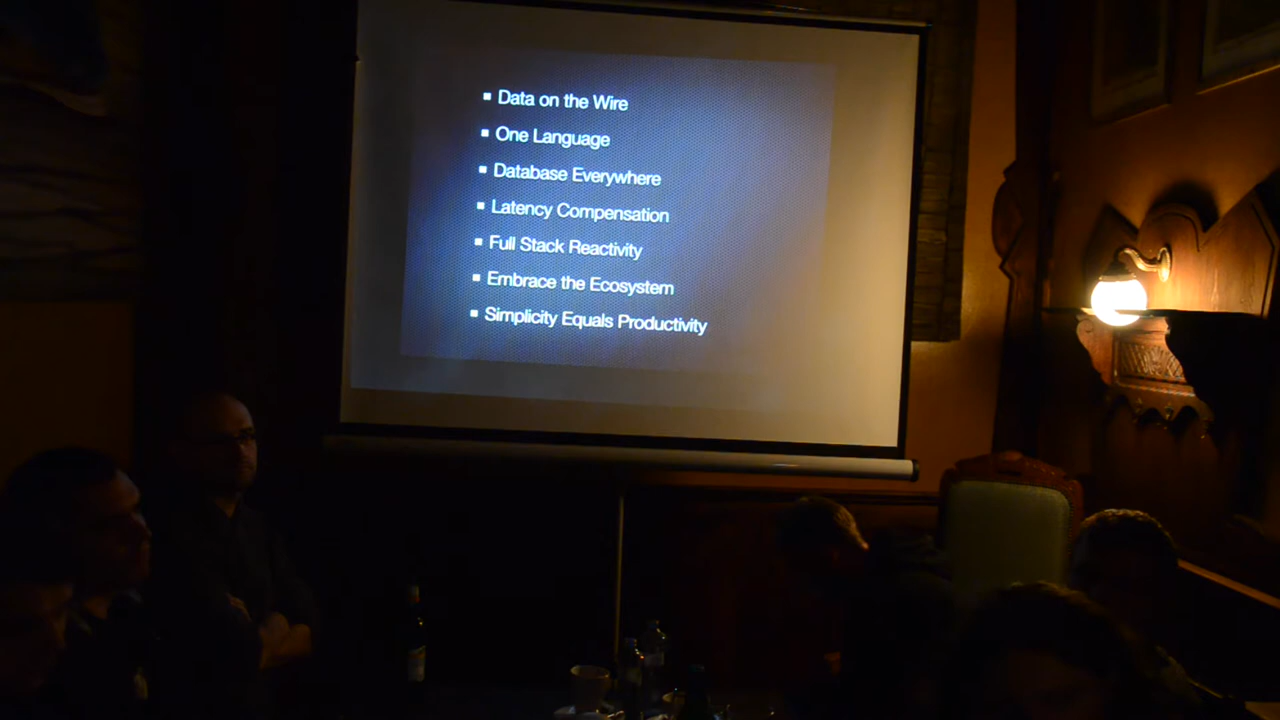 Data on the Wire
One Language
Database Everywhere
Latency Compensation
Full Stack Reactivity
Embrace the Ecosystem
Simplicity Equals Productivity